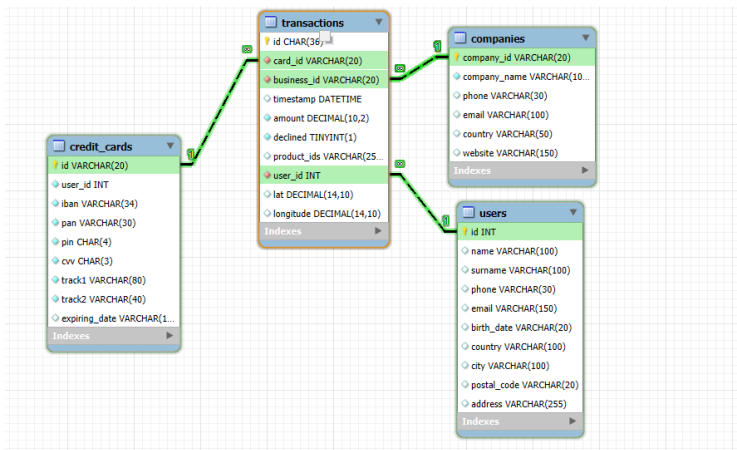 transactions
id CHAR(36)
card_id VARCHAR(20)
business_id VARCHAR(20)
timestamp DATETIME
amount DECIMAL(10,2)
declined TINYINT(1)
product_ids VARCHAR(25...
user_id INT
lat DECIMAL(14,10)
longitude DECIMAL(14,10)
Indexes
companies
company_id VARCHAR(20)
company_name VARCHAR(10...
phone VARCHAR(30)
email VARCHAR(100)
country VARCHAR(50)
website VARCHAR(150)
Indexes
credit_cards
id VARCHAR(20)
user_id INT
iban VARCHAR(34)
pan VARCHAR(30)
pin CHAR(4)
cvv CHAR(3)
track1 VARCHAR(80)
track2 VARCHAR(40)
expiring_date VARCHAR(1...
Indexes
users
id INT
name VARCHAR(100)
surname VARCHAR(100)
phone VARCHAR(30)
email VARCHAR(150)
birth_date VARCHAR(20)
country VARCHAR(100)
city VARCHAR(100)
postal_code VARCHAR(20)
address VARCHAR(255)
Indexes
∞
1
∞
1
∞
1